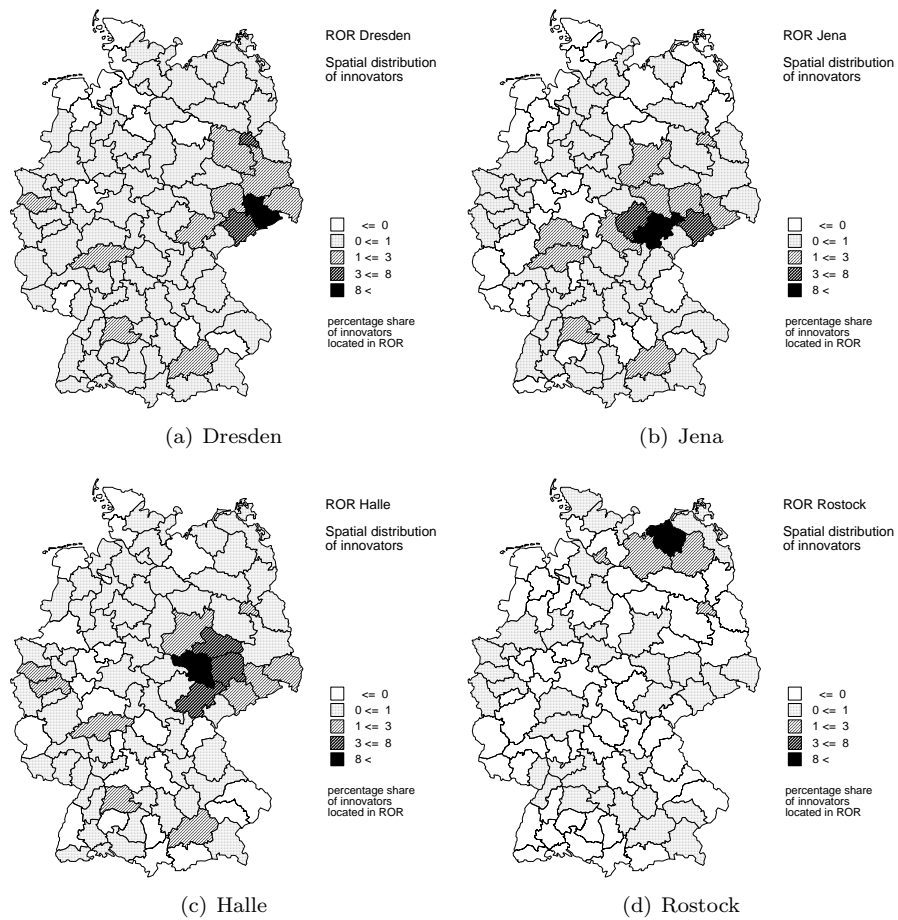 ROR Dresden
Spatial distribution
of innovators
<= 0
0 <= 1
1 <= 3
3 <= 8
8 <
percentage share
of innovators
located in ROR
(a) Dresden
ROR Jena
Spatial distribution
of innovators
<= 0
0 <= 1
1 <= 3
3 <= 8
8 <
percentage share
of innovators
located in ROR
(b) Jena
ROR Halle
Spatial distribution
of innovators
<= 0
0 <= 1
1 <= 3
3 <= 8
8 <
percentage share
of innovators
located in ROR
(c) Halle
ROR Rostock
Spatial distribution
of innovators
<= 0
0 <= 1
1 <= 3
3 <= 8
8 <
percentage share
of innovators
located in ROR
(d) Rostock